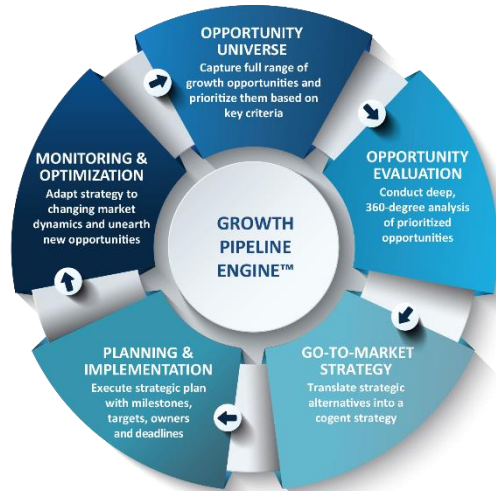 OPPORTUNITY
UNIVERSE
Capture full range of
growth opportunities and
prioritize them based on
key criteria
OPPORTUNITY
EVALUATION
Conduct deep,
360-degree analysis
of prioritized
opportunities
GO-TO-MARKET
STRATEGY
Translate strategic
alternatives into a
cogent strategy
PLANNING &
IMPLEMENTATION
Execute strategic plan
with milestones,
targets, owners
and deadlines
MONITORING &
OPTIMIZATION
Adapt strategy to
changing market
dynamics and unearth
new opportunities
GROWTH
PIPELINE
ENGINE™